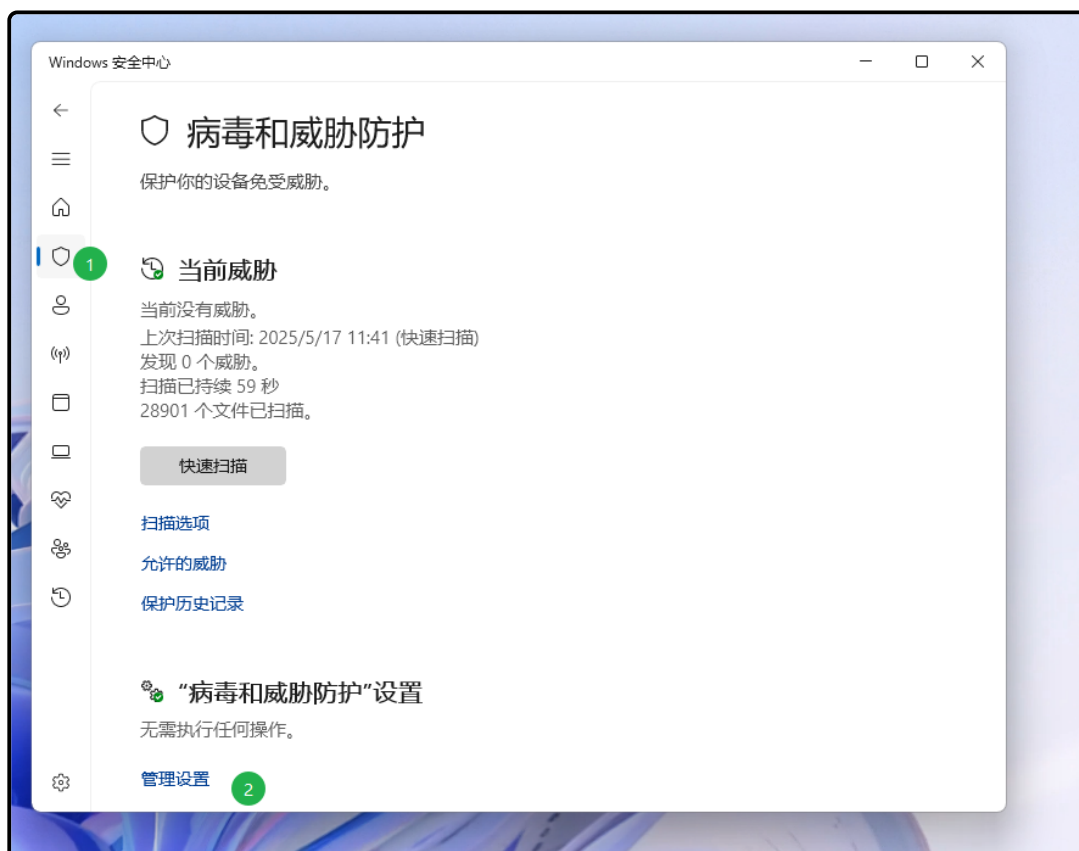 Windows 安全中心
病毒和威胁防护
保护你的设备免受威胁。
1
当前威胁
当前没有威胁。
上次扫描时间: 2025/5/17 11:41 (快速扫描)
发现 0 个威胁。
扫描已持续 59 秒
28901 个文件已扫描。
快速扫描
扫描选项
允许的威胁
保护历史记录
“病毒和威胁防护”设置
无需执行任何操作。
管理设置
2